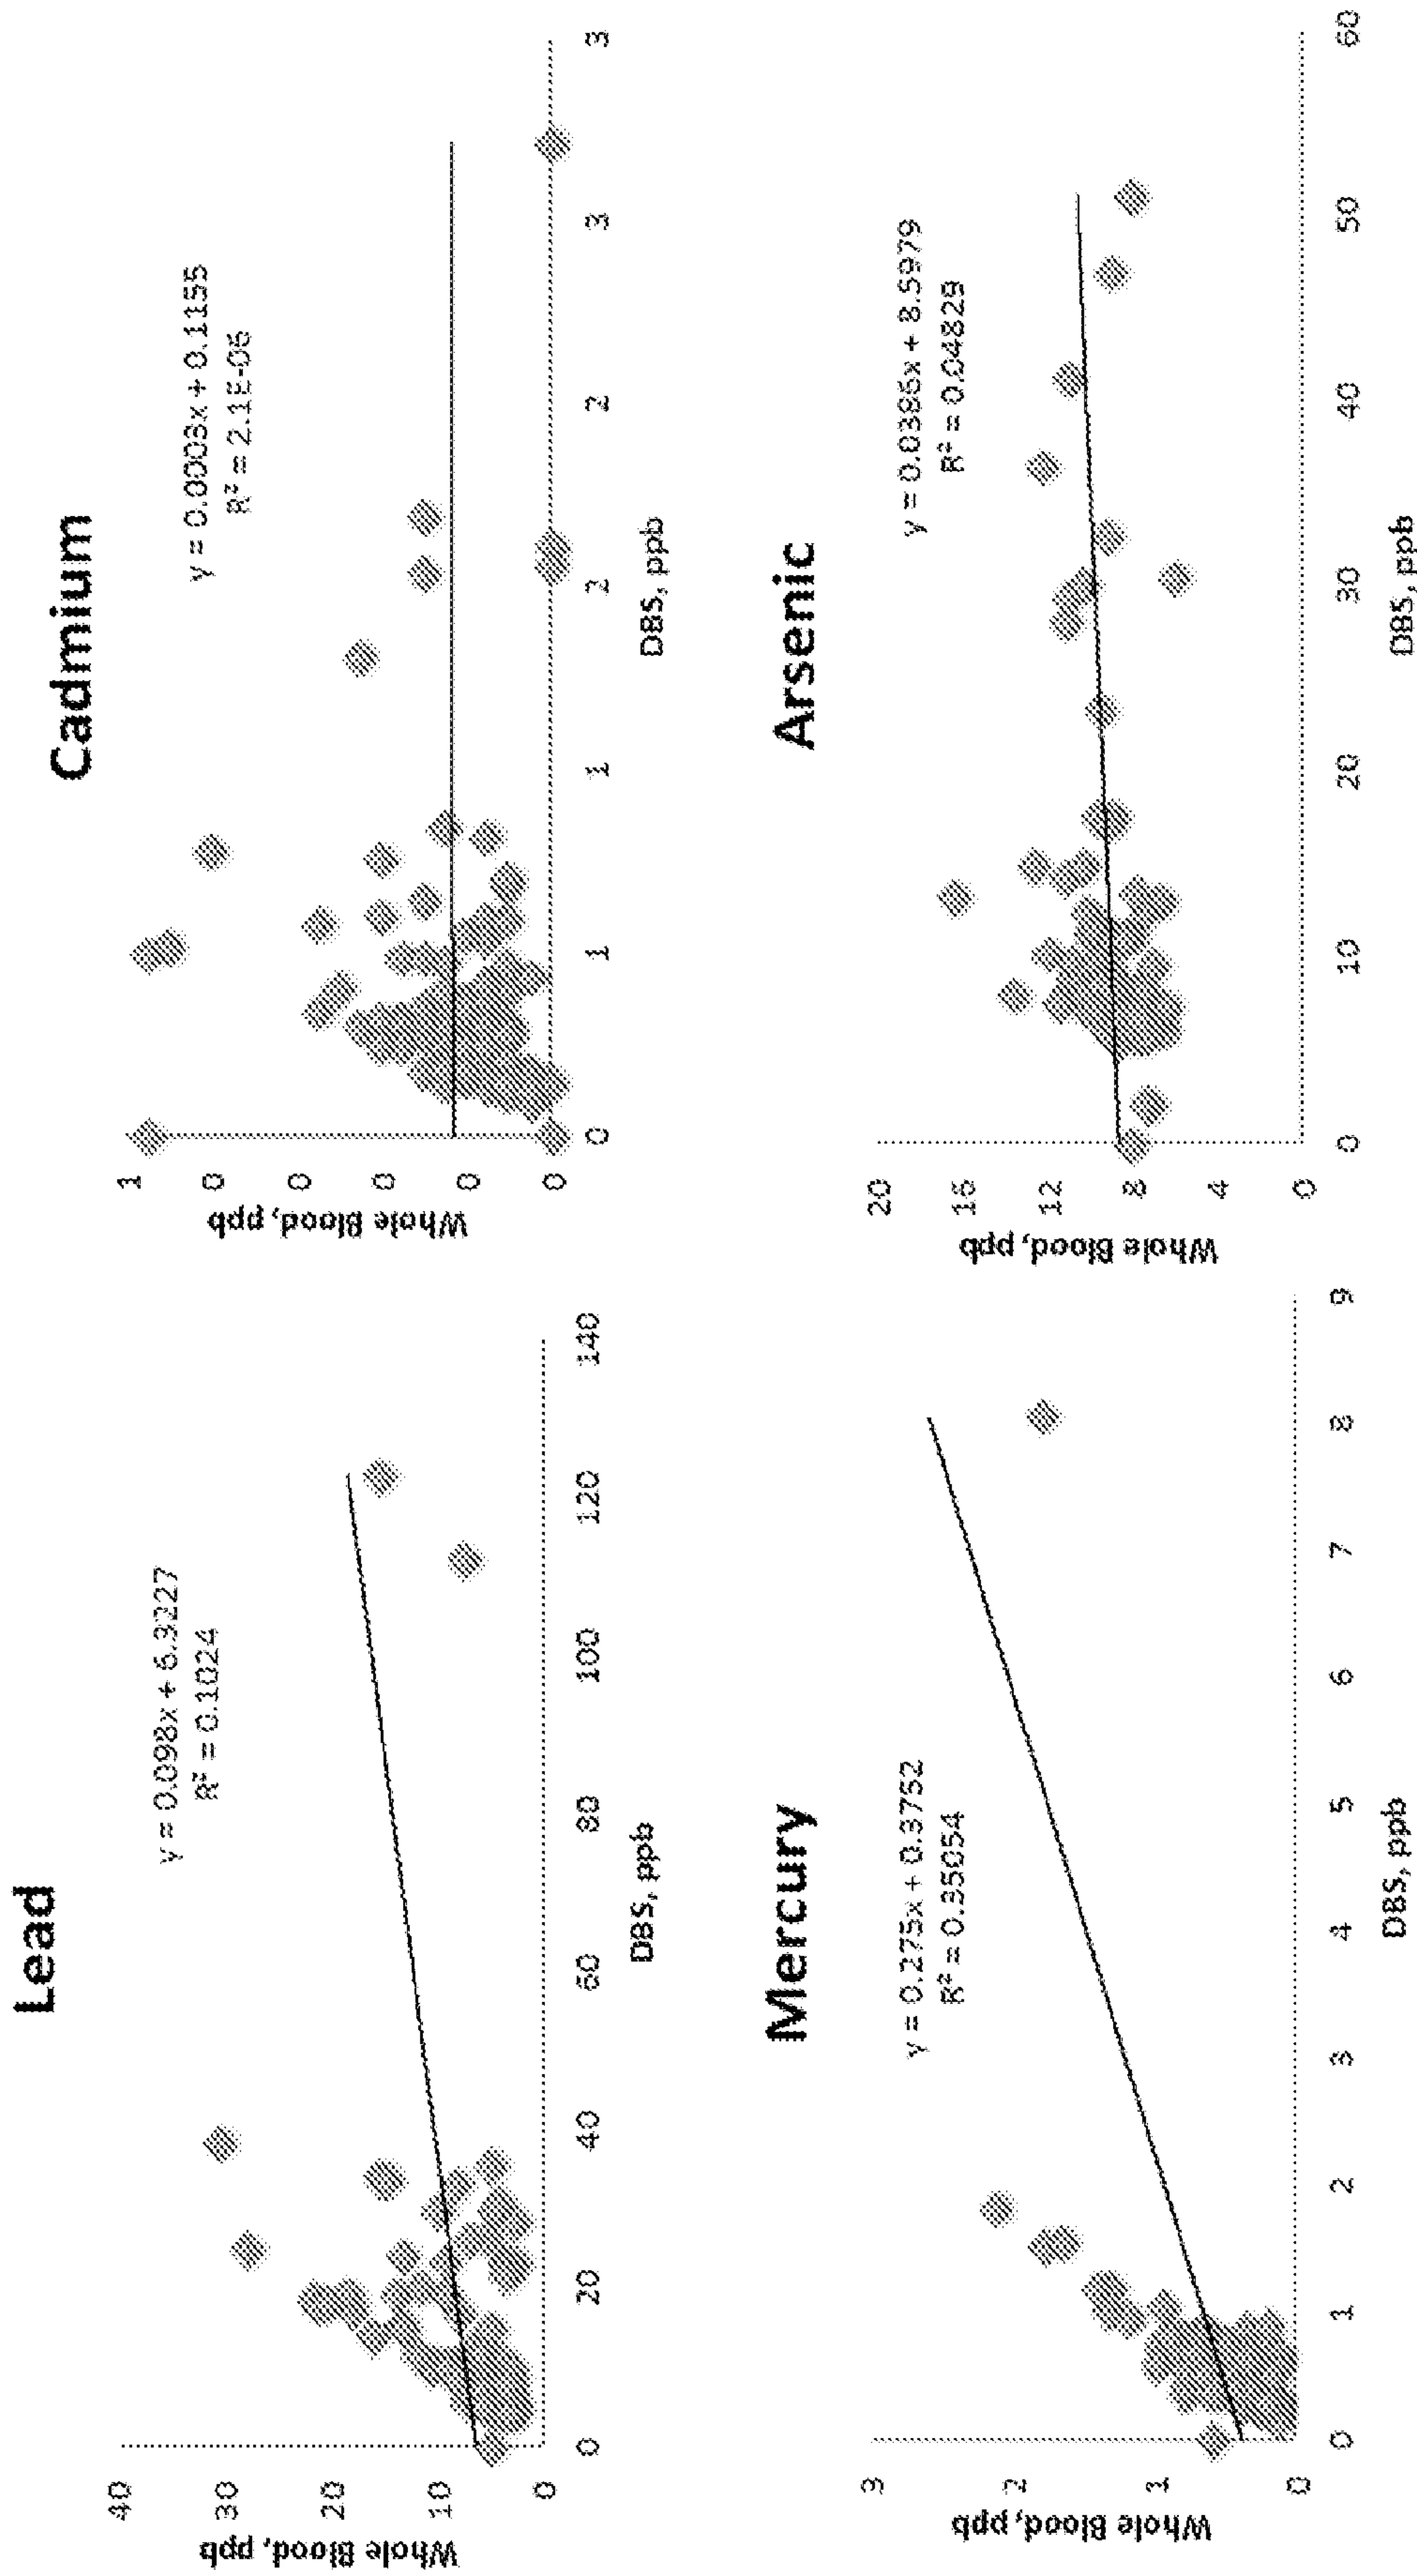 Lead
y = 0.098x + 6.3227
R² = 0.1024
40
30
20
10
0
Whole Blood, ppb
0
20
40
60
80
100
120
140
DBS, ppb
Cadmium
y = 0.0003x + 0.1155
R² = 2.1E-06
1
0
0
0
0
0
Whole Blood, ppb
0
1
1
2
2
3
3
DBS, ppb
Mercury
y = 0.275x + 0.3752
R² = 0.35054
3
2
1
0
Whole Blood, ppb
0
1
2
3
4
5
6
7
8
9
DBS, ppb
Arsenic
y = 0.0386x + 8.5979
R² = 0.04829
20
16
12
8
4
0
Whole Blood, ppb
0
10
20
30
40
50
60
DBS, ppb